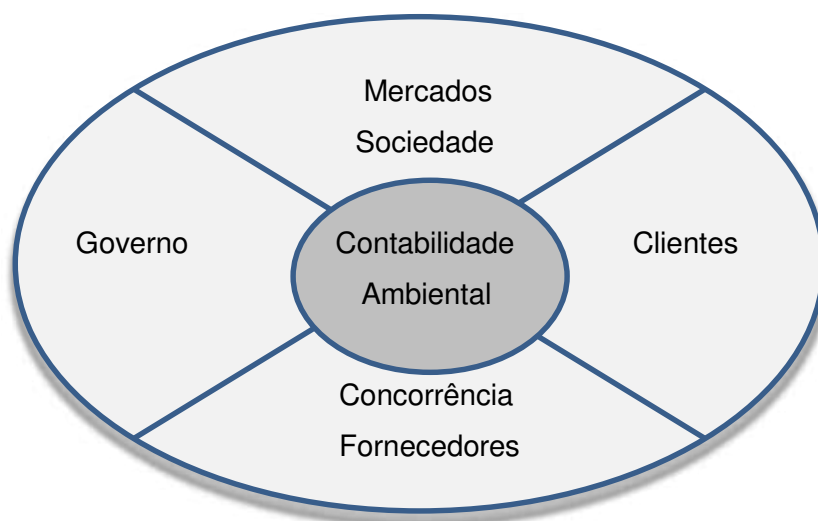 Mercados
Sociedade
Governo
Contabilidade
Ambiental
Clientes
Concorrência
Fornecedores